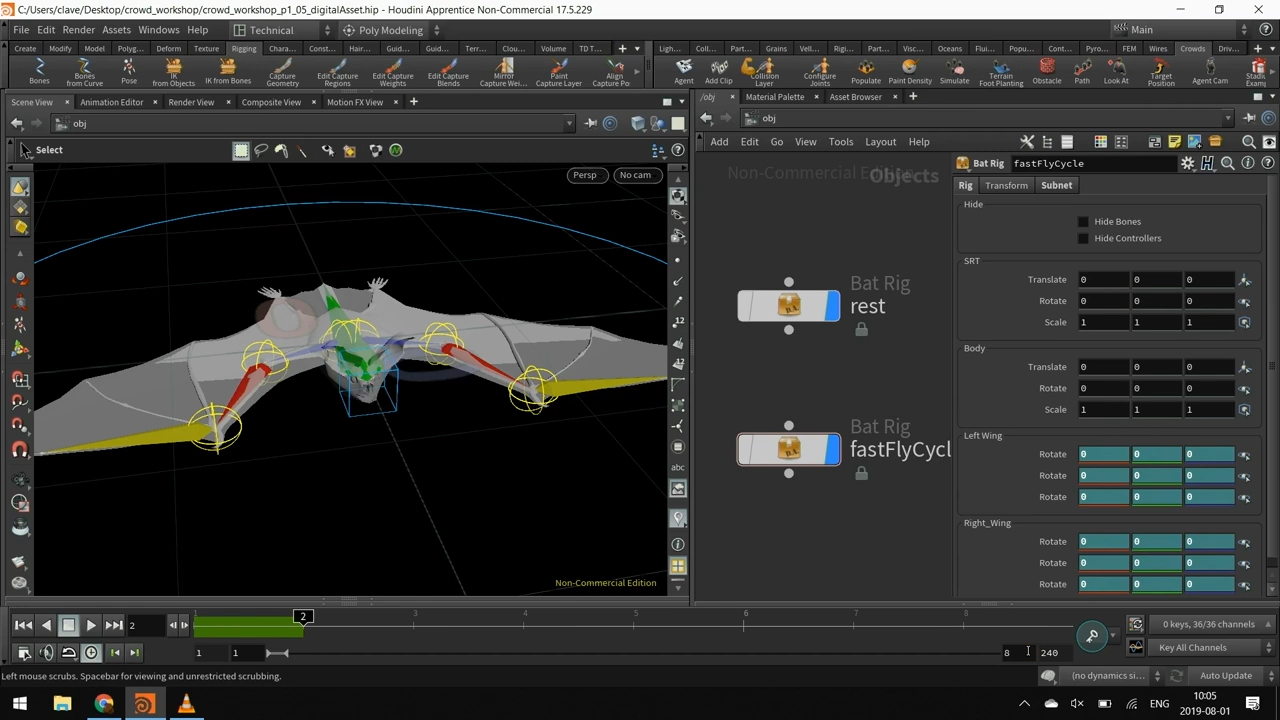 C:/Users/clave/Desktop/crowd_workshop/crowd_workshop_p1_05_digitalAsset.hip - Houdini Apprentice Non-Commercial 17.5.229
File Edit Render Assets Windows Help Technical Poly Modeling Main
Create Modify Model Polyg... Deform Texture Rigging Chara... Const... Hair... Guid... Guid... Terr... Clou... Volume TD T... Ligh... Coll... Part... Grains Vell... Rigi... Part... Visc... Oceans Flui... Popu... Cont... Pyro... FEM Wires Crowds Driv...
Bones Bones from Curve Pose IK from Objects IK from Bones Capture Geometry Edit Capture Regions Edit Capture Weights Edit Capture Blends Mirror Capture Wei... Paint Capture Layer Align Capture Po... Agent Add Clip Collision Layer Configure Joints Populate Paint Density Simulate Terrain Foot Planting Obstacle Path Look At Target Position Agent Cam
Scene View Animation Editor Render View Composite View Motion FX View /obj Material Palette Asset Browser
obj obj
Select Add Edit Go View Tools Layout Help
Persp No cam
Non-Commercial Edition
Objects
Bat Rig
rest
Bat Rig
fastFlyCycl
Non-Commercial Edition
Bat Rig fastFlyCycle
Rig Transform Subnet
Hide
Hide Bones
Hide Controllers
SRT
Translate 0 0 0
Rotate 0 0 0
Scale 1 1 1
Body
Translate 0 0 0
Rotate 0 0 0
Scale 1 1 1
Left Wing
Rotate 0 0 0
Rotate 0 0 0
Rotate 0 0 0
Right_Wing
Rotate 0 0 0
Rotate 0 0 0
Rotate 0 0 0
12
12
abc
2 1 2 3 4 5 6 7 8
0 keys, 36/36 channels
1 1 8 240 Key All Channels
Left mouse scrubs. Spacebar for viewing and unrestricted scrubbing.
(no dynamics si... Auto Update
ENG 10:05
2019-08-01